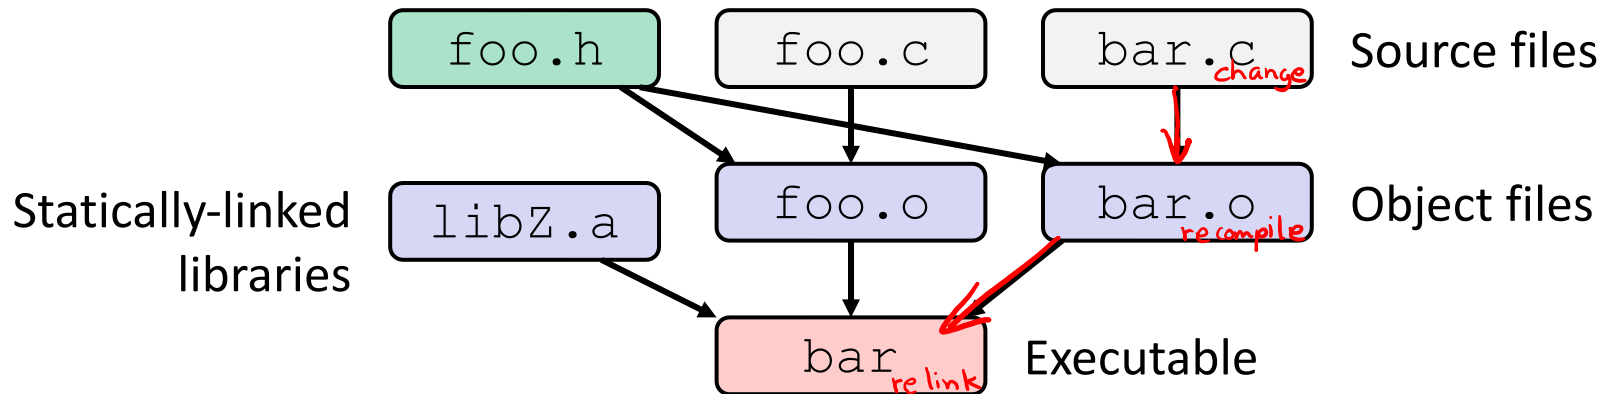 foo.h
foo.c
bar.c
Source files
change
Statically-linked
libraries
libZ.a
foo.o
bar.o
Object files
recompile
bar
Executable
relink